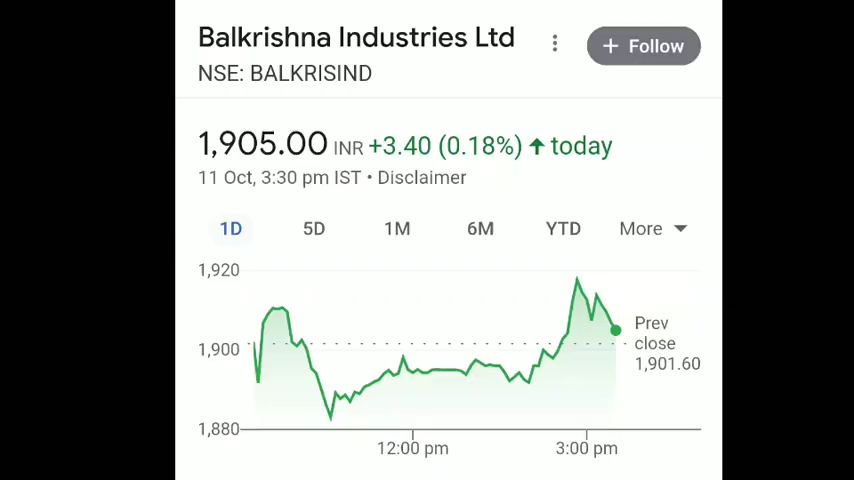 Balkrishna Industries Ltd
+ Follow
NSE: BALKRISIND
1,905.00 INR +3.40 (0.18%) ↑ today
11 Oct, 3:30 pm IST • Disclaimer
1D 5D 1M 6M YTD More
1,920
1,900
1,880
Prev
close
1,901.60
12:00 pm 3:00 pm